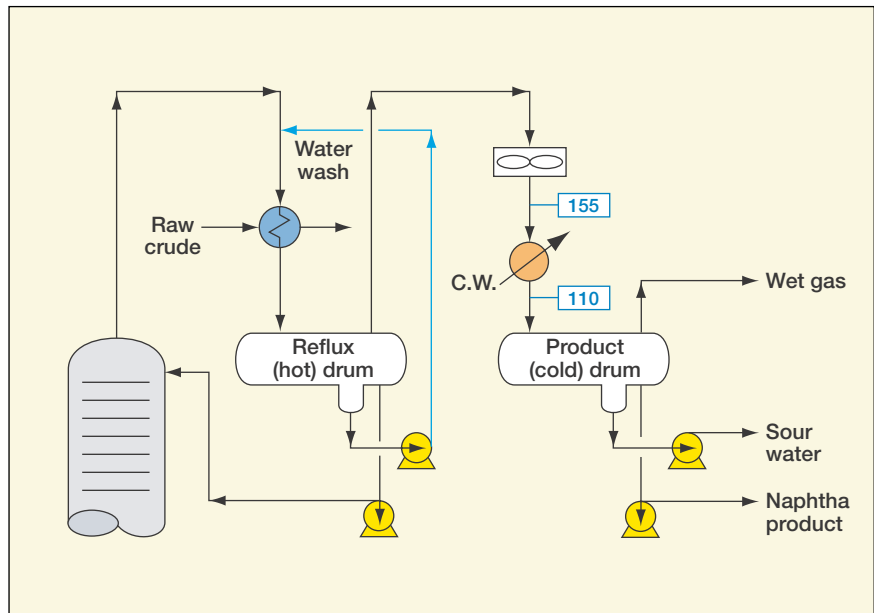 Water
wash
155
Raw
crude
C.W.
110
Wet gas
Reflux
(hot) drum
Product
(cold) drum
Sour
water
Naphtha
product